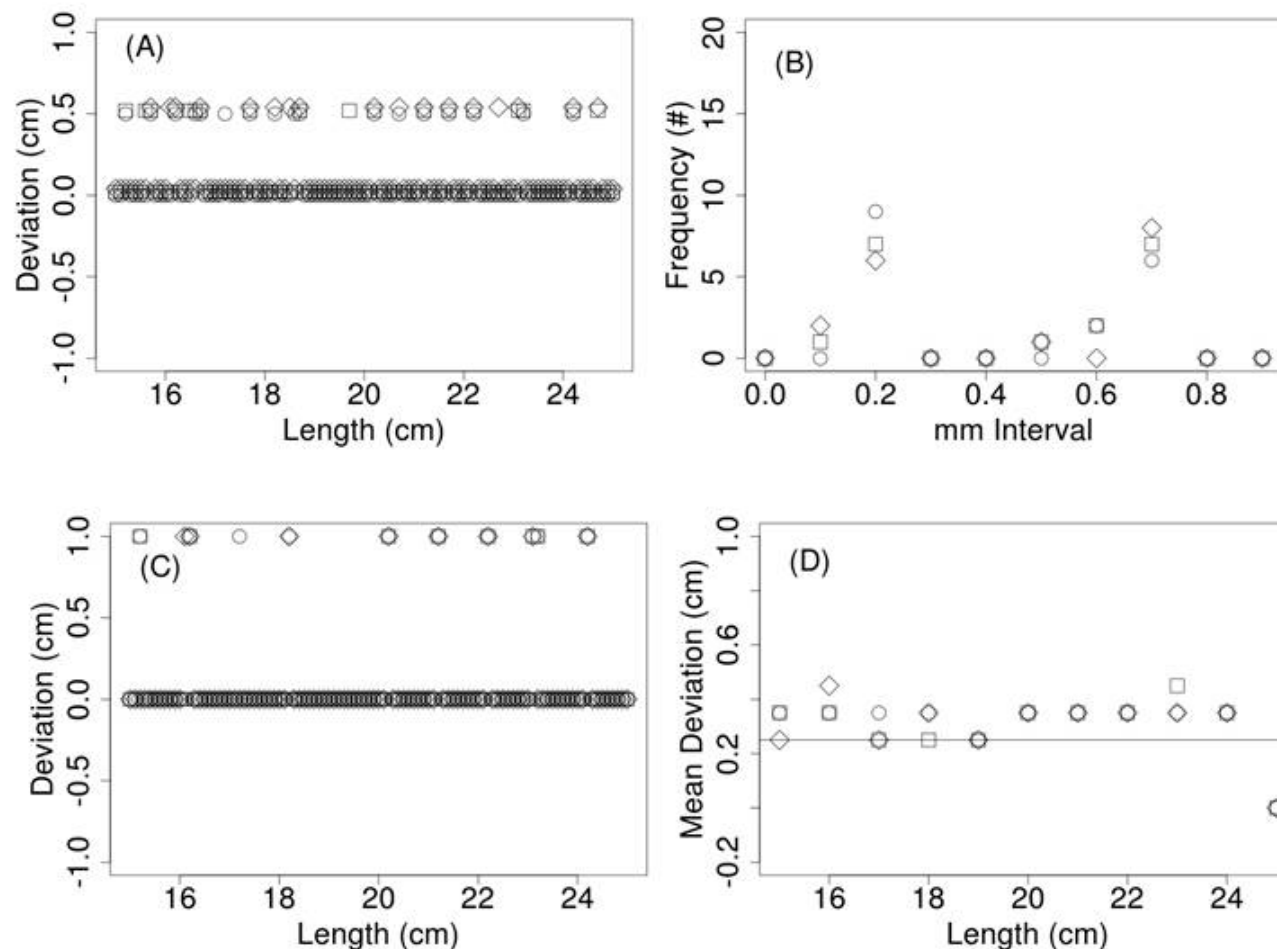 (A)
Deviation (cm)
1.0
0.5
0.0
-0.5
-1.0
16 18 20 22 24
Length (cm)
(B)
Frequency (#)
20
15
10
5
0
0.0 0.2 0.4 0.6 0.8
mm Interval
(C)
Deviation (cm)
1.0
0.5
0.0
-0.5
-1.0
16 18 20 22 24
Length (cm)
(D)
Mean Deviation (cm)
1.0
0.6
0.2
-0.2
16 18 20 22 24
Length (cm)